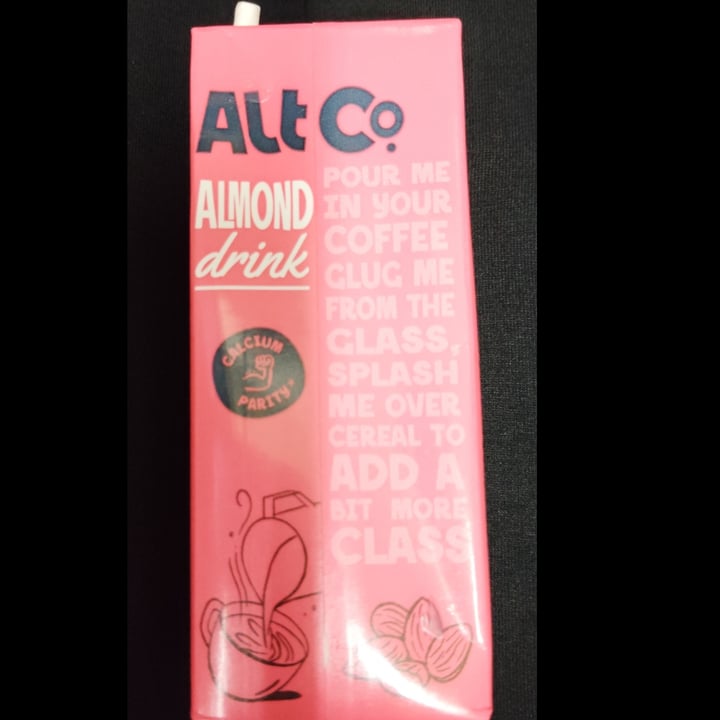 Alt Co.
ALMOND
drink
CALCIUM
PARITY*
POUR ME
IN YOUR
COFFEE
GLUG ME
FROM THE
GLASS,
SPLASH
ME OVER
CEREAL TO
ADD A
BIT MORE
CLASS